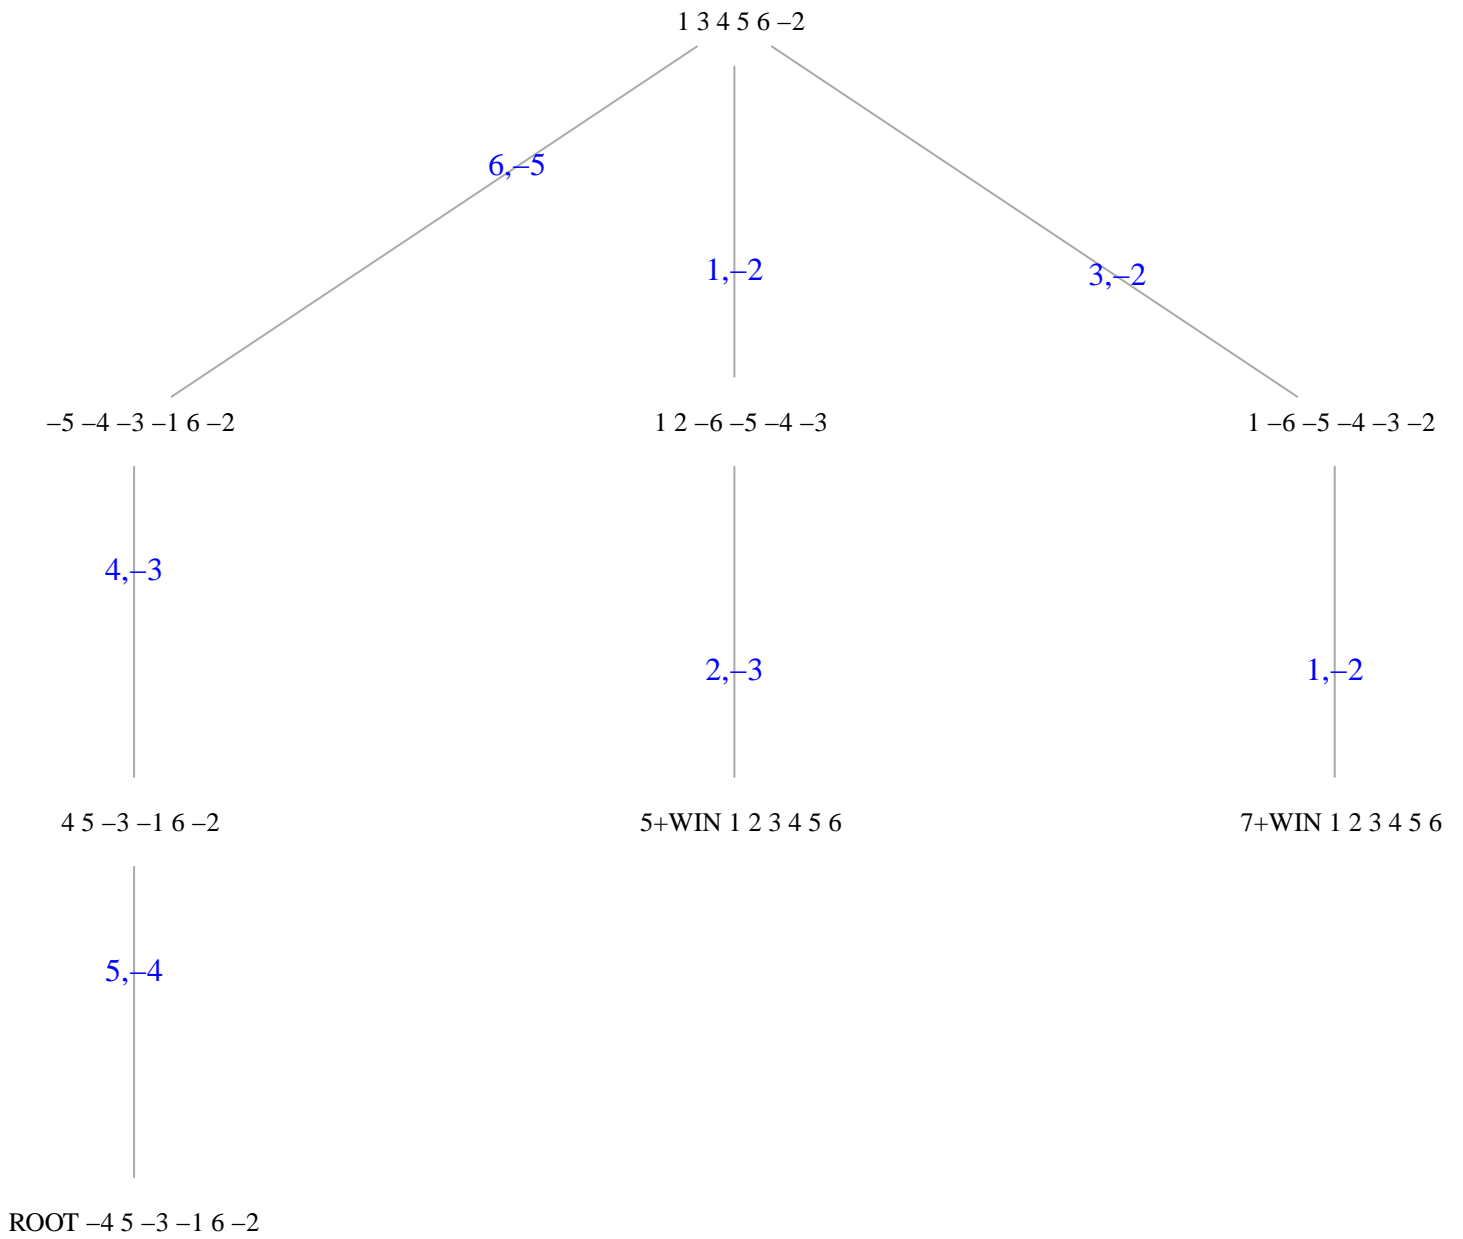 1 3 4 5 6 –2
6,–5
1,–2
3,–2
–5 –4 –3 –1 6 –2
1 2 –6 –5 –4 –3
1 –6 –5 –4 –3 –2
4,–3
2,–3
1,–2
4 5 –3 –1 6 –2
5+WIN 1 2 3 4 5 6
7+WIN 1 2 3 4 5 6
5,–4
ROOT –4 5 –3 –1 6 –2